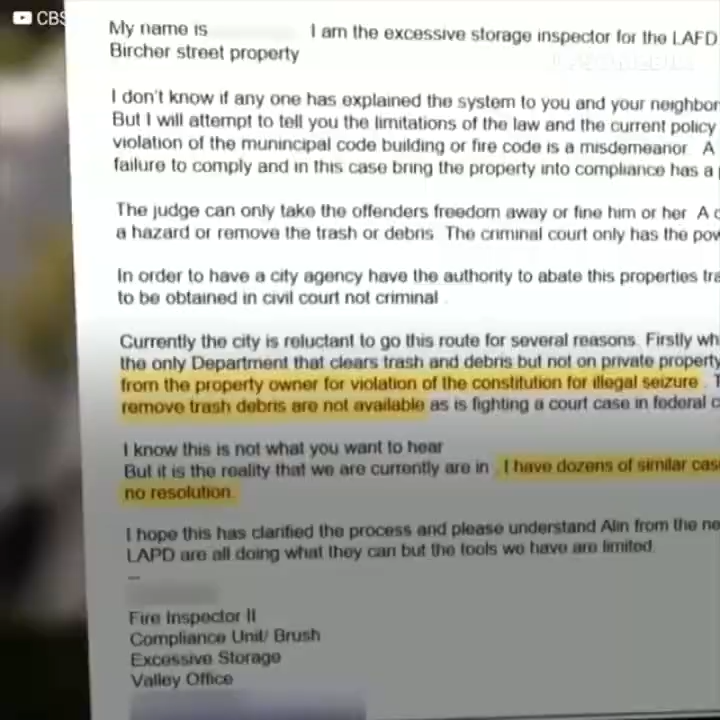 CBS
My name is
I am the excessive storage inspector for the LAFD
Bircher street property
I don't know if any one has explained the system to you and your neighbor
But I will attempt to tell you the limitations of the law and the current policy
violation of the munincipal code building or fire code is a misdemeanor. A
failure to comply and in this case bring the property into compliance has a
The judge can only take the offenders freedom away or fine him or her. A
a hazard or remove the trash or debris. The criminal court only has the
In order to have a city agency have the authority to abate this properties
to be obtained in civil court not criminal.
Currently the city is reluctant to go this route for several reasons. Firstly
the only Department that clears trash and debris but not on private property
from the property owner for violation of the constitution for illegal seizure.
remove trash debris are not available as is fighting a court case in federal
I know this is not what you want to hear
But it is the reality that we are currently are in. I have dozens of similar
no resolution.
I hope this has clarified the process and please understand Alin from the
LAPD are all doing what they can but the tools we have are limited.
--
Fire Inspector II
Compliance Unit/ Brush
Excessive Storage
Valley Office